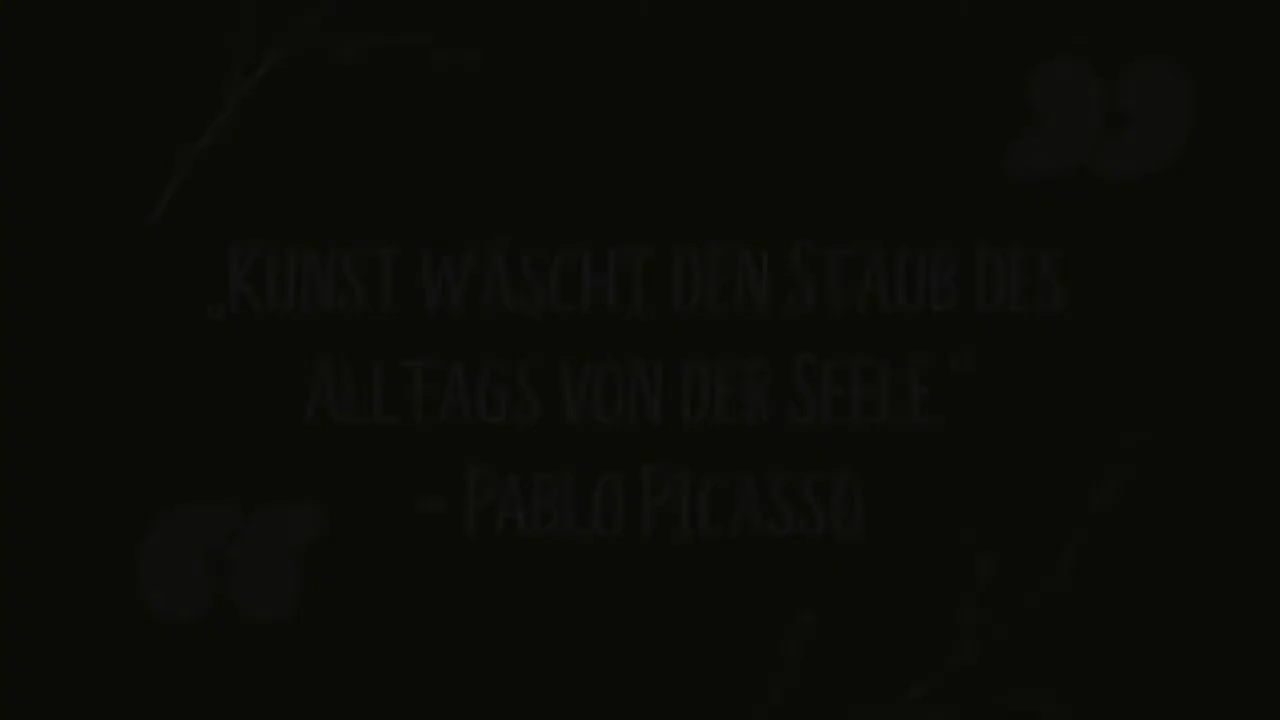 „Kunst wäscht den Staub des
Alltags von der Seele.“
- Pablo Picasso